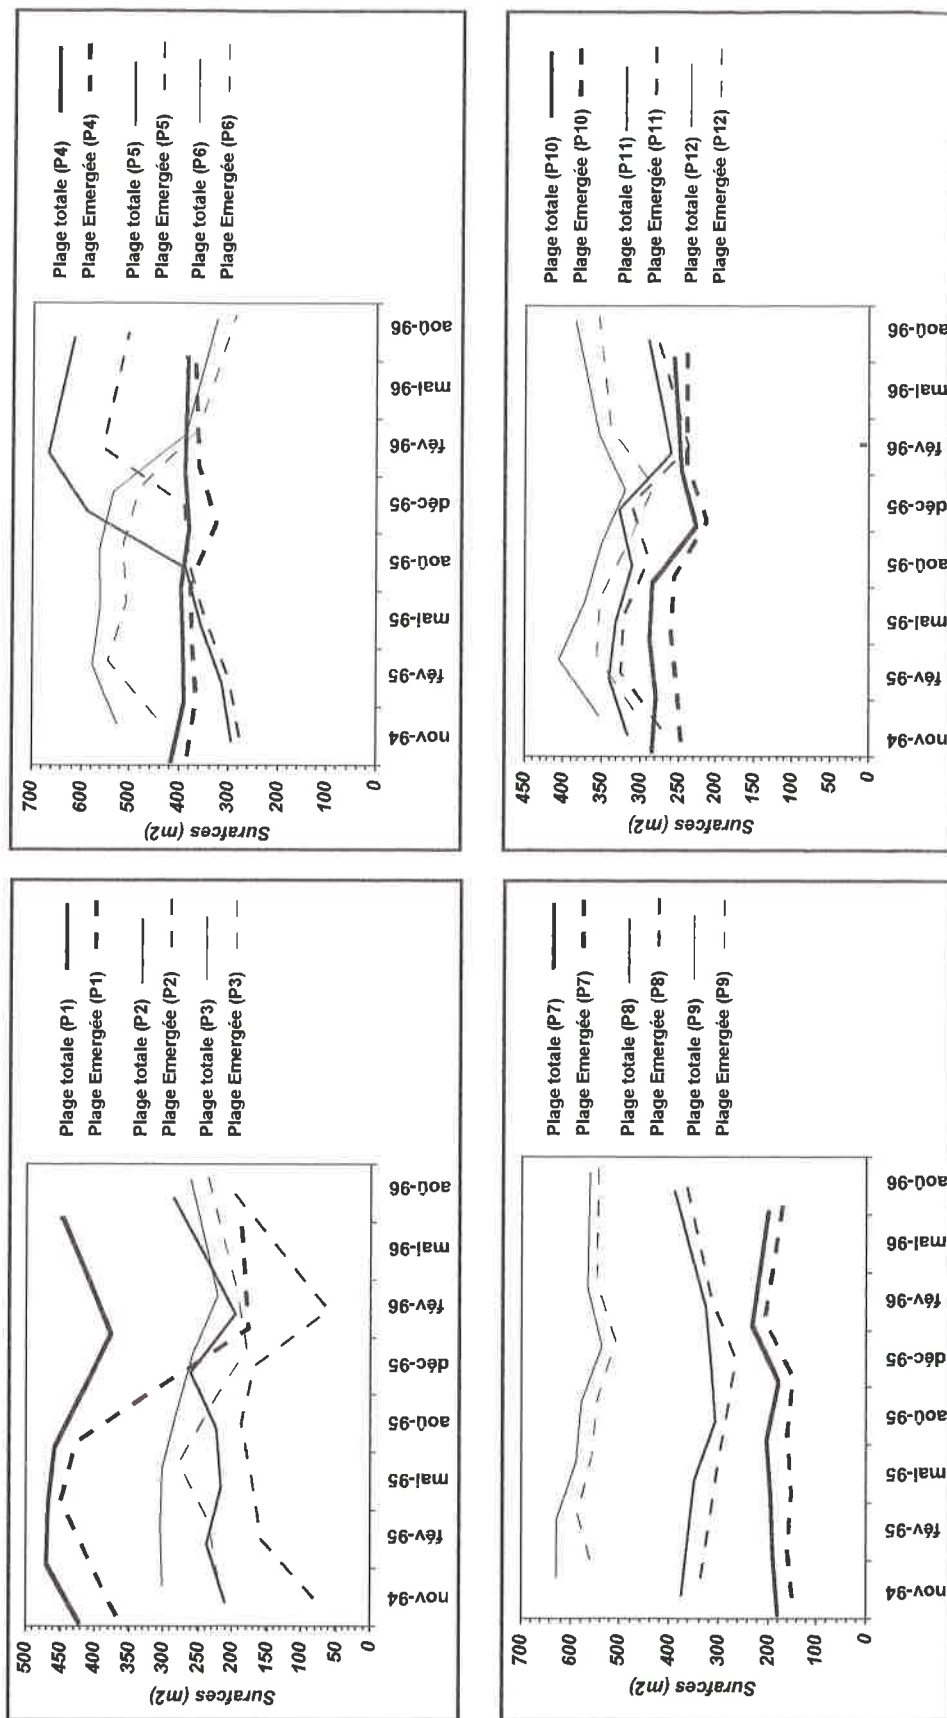 Surafces (m2)
500
450
400
350
300
250
200
150
100
50
0
nov-94
fév-95
mai-95
aoû-95
déc-95
fév-96
mai-96
aoû-96
Plage totale (P1)
Plage Emergée (P1)
Plage totale (P2)
Plage Emergée (P2)
Plage totale (P3)
Plage Emergée (P3)
Surafces (m2)
700
600
500
400
300
200
100
0
nov-94
fév-95
mai-95
aoû-95
déc-95
fév-96
mai-96
aoû-96
Plage totale (P4)
Plage Emergée (P4)
Plage totale (P5)
Plage Emergée (P5)
Plage totale (P6)
Plage Emergée (P6)
Surafces (m2)
700
600
500
400
300
200
100
0
nov-94
fév-95
mai-95
aoû-95
déc-95
fév-96
mai-96
aoû-96
Plage totale (P7)
Plage Emergée (P7)
Plage totale (P8)
Plage Emergée (P8)
Plage totale (P9)
Plage Emergée (P9)
Surafces (m2)
450
400
350
300
250
200
150
100
50
0
nov-94
fév-95
mai-95
aoû-95
déc-95
fév-96
mai-96
aoû-96
Plage totale (P10)
Plage Emergée (P10)
Plage totale (P11)
Plage Emergée (P11)
Plage totale (P12)
Plage Emergée (P12)